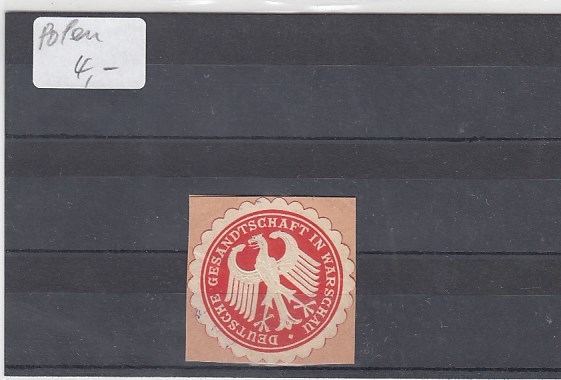 Polen
4,-
DEUTSCHE GESANDTSCHAFT IN WARSCHAU